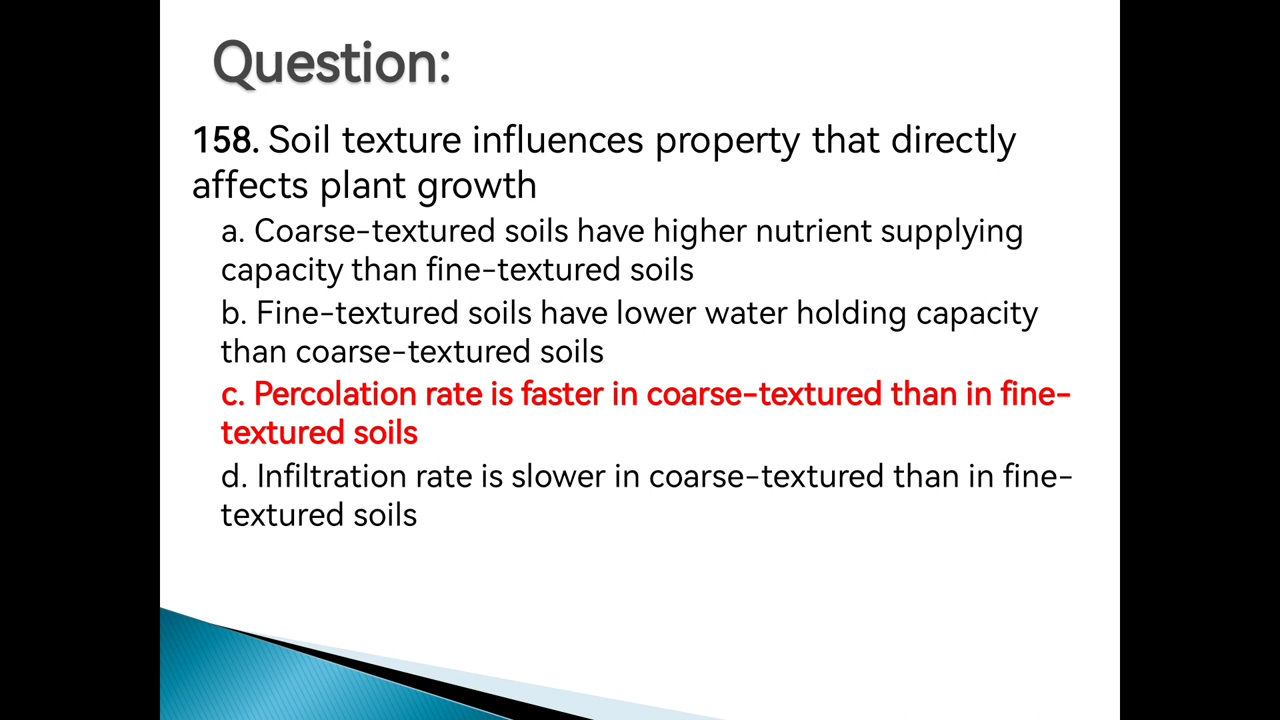 Question:
158. Soil texture influences property that directly
affects plant growth
a. Coarse-textured soils have higher nutrient supplying
capacity than fine-textured soils
b. Fine-textured soils have lower water holding capacity
than coarse-textured soils
c. Percolation rate is faster in coarse-textured than in fine-
textured soils
d. Infiltration rate is slower in coarse-textured than in fine-
textured soils